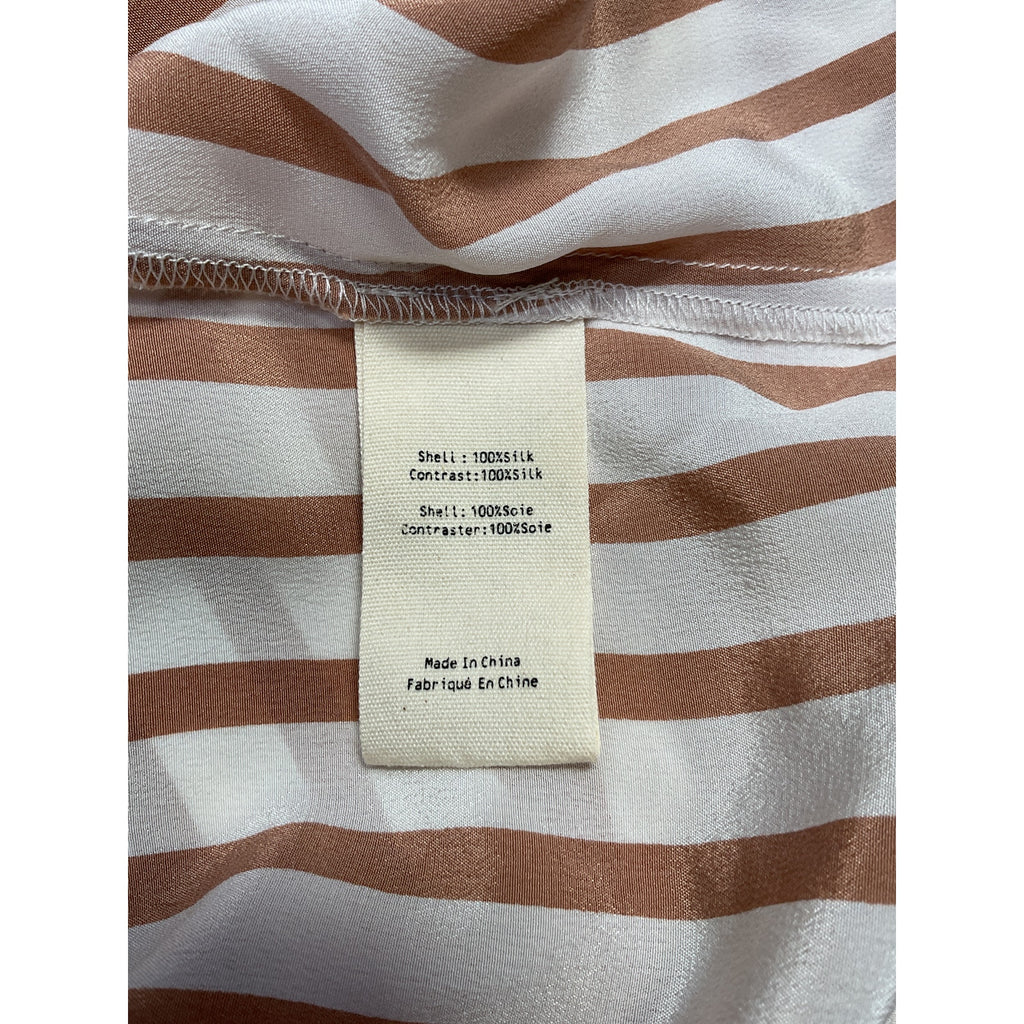 Shell : 100%Silk
Contrast:100%Silk
Shell: 100%Soie
Contraster:100%Soie
Made In China
Fabriqué En Chine